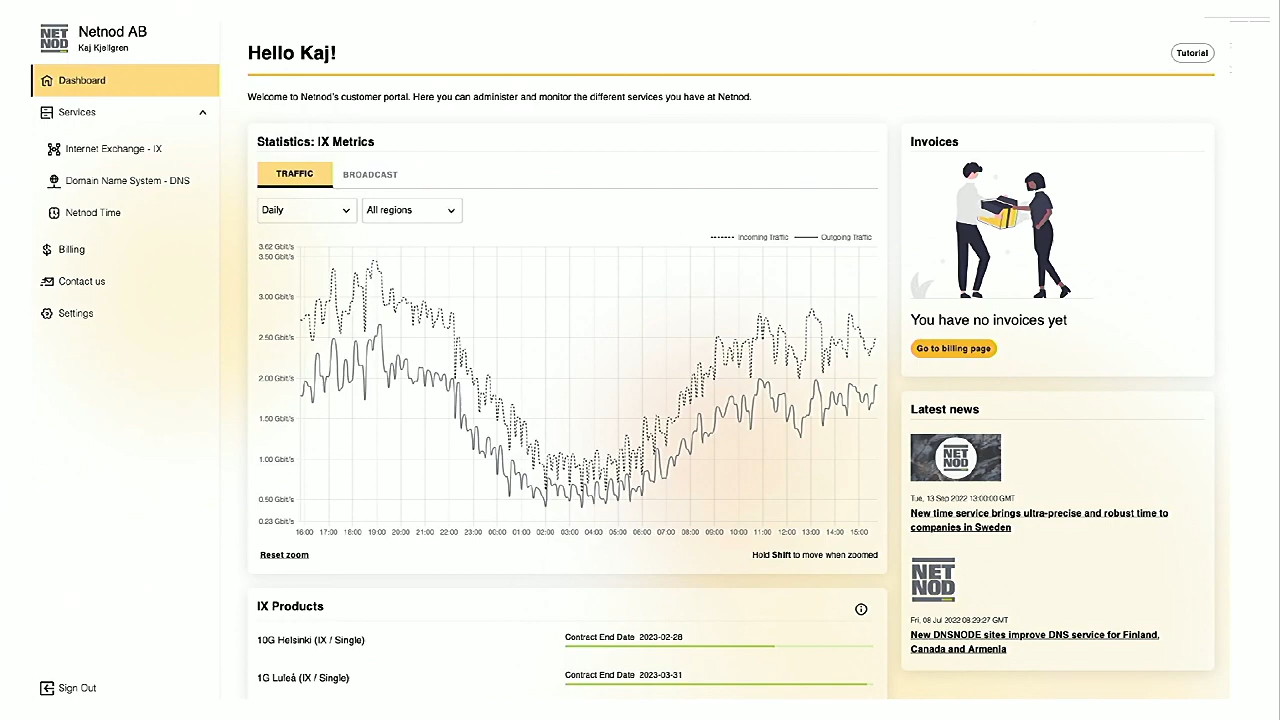 NET NOD
Netnod AB
Kaj Kjellgren
Dashboard
Services
Internet Exchange - IX
Domain Name System - DNS
Netnod Time
Billing
Contact us
Settings
Sign Out
Hello Kaj!
Tutorial
Welcome to Netnod's customer portal. Here you can administer and monitor the different services you have at Netnod.
Statistics: IX Metrics
TRAFFIC
BROADCAST
Daily
All regions
Incoming Traffic
Outgoing Traffic
3.62 Gbit/s
3.50 Gbit/s
3.00 Gbit/s
2.50 Gbit/s
2.00 Gbit/s
1.50 Gbit/s
1.00 Gbit/s
0.50 Gbit/s
0.23 Gbit/s
16:00 17:00 18:00 19:00 20:00 21:00 22:00 23:00 00:00 01:00 02:00 03:00 04:00 05:00 06:00 07:00 08:00 09:00 10:00 11:00 12:00 13:00 14:00 15:00
Reset zoom
Hold Shift to move when zoomed
IX Products
10G Helsinki (IX / Single)
Contract End Date 2023-02-28
1G Luleå (IX / Single)
Contract End Date 2023-03-31
Invoices
You have no invoices yet
Go to billing page
Latest news
NET
NOD
Tue, 13 Sep 2022 13:00:00 GMT
New time service brings ultra-precise and robust time to
companies in Sweden
NET
NOD
Fri, 08 Jul 2022 08:29:27 GMT
New DNSNODE sites improve DNS service for Finland,
Canada and Armenia